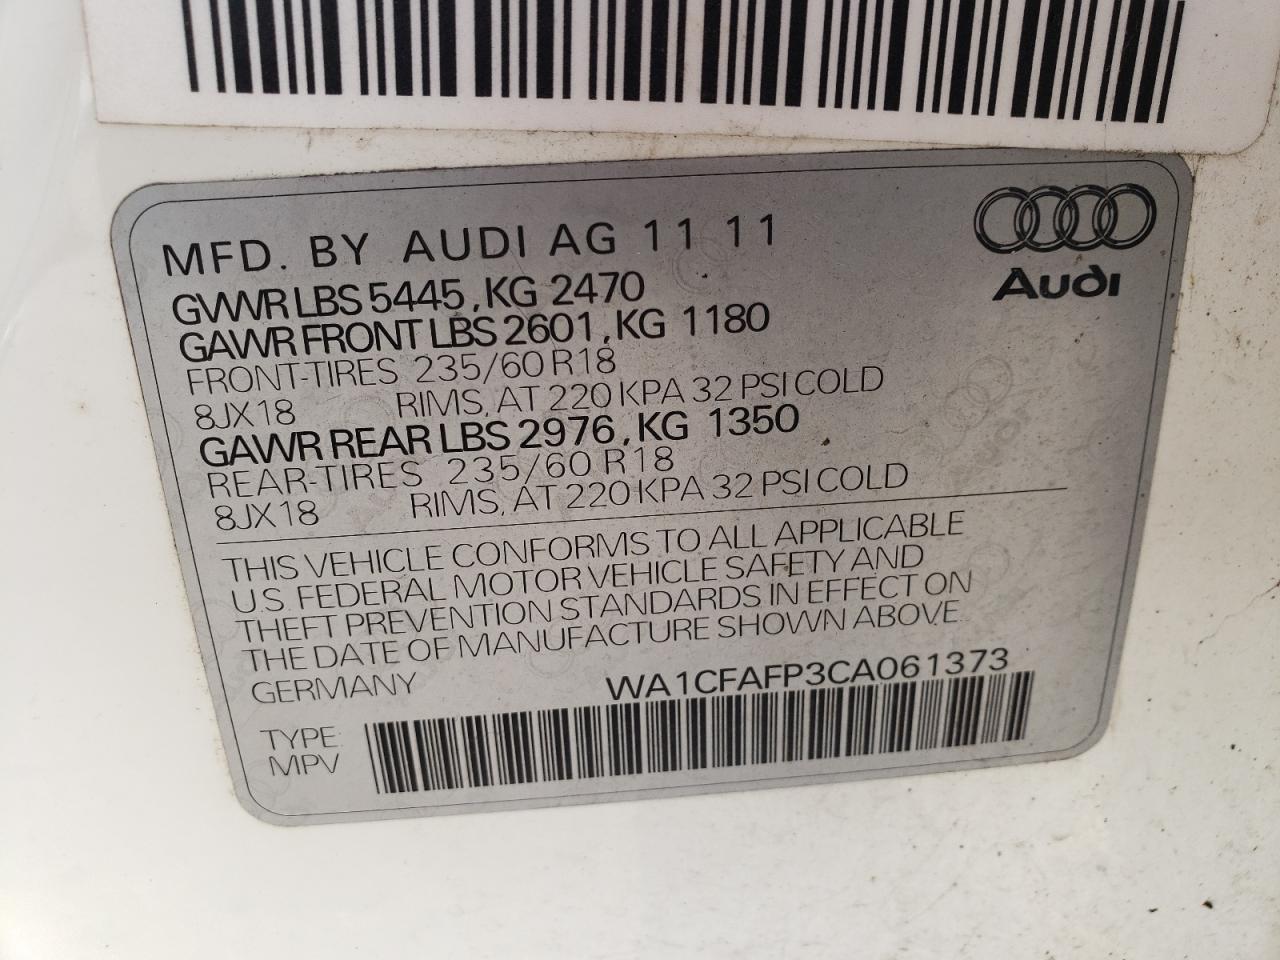 MFD. BY AUDI AG 11 11
Audi
GVWR LBS 5445, KG 2470
GAWR FRONT LBS 2601, KG 1180
FRONT-TIRES 235/60 R18
8JX18 RIMS, AT 220 KPA 32 PSI COLD
GAWR REAR LBS 2976, KG 1350
REAR-TIRES 235/60 R18
8JX18 RIMS, AT 220 KPA 32 PSI COLD
THIS VEHICLE CONFORMS TO ALL APPLICABLE
U.S. FEDERAL MOTOR VEHICLE SAFETY AND
THEFT PREVENTION STANDARDS IN EFFECT ON
THE DATE OF MANUFACTURE SHOWN ABOVE.
GERMANY WA1CFAFP3CA061373
TYPE
MPV